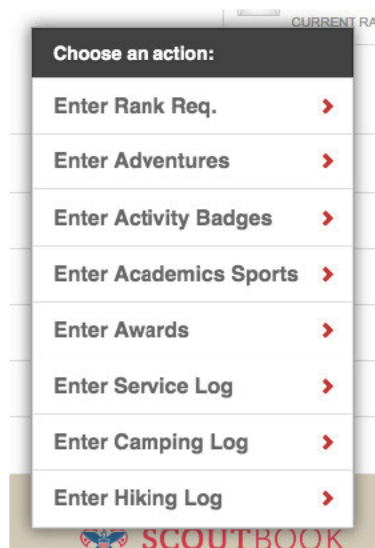 CURRENT RA
Choose an action:
Enter Rank Req.
Enter Adventures
Enter Activity Badges
Enter Academics Sports
Enter Awards
Enter Service Log
Enter Camping Log
Enter Hiking Log
SCOUTBOOK